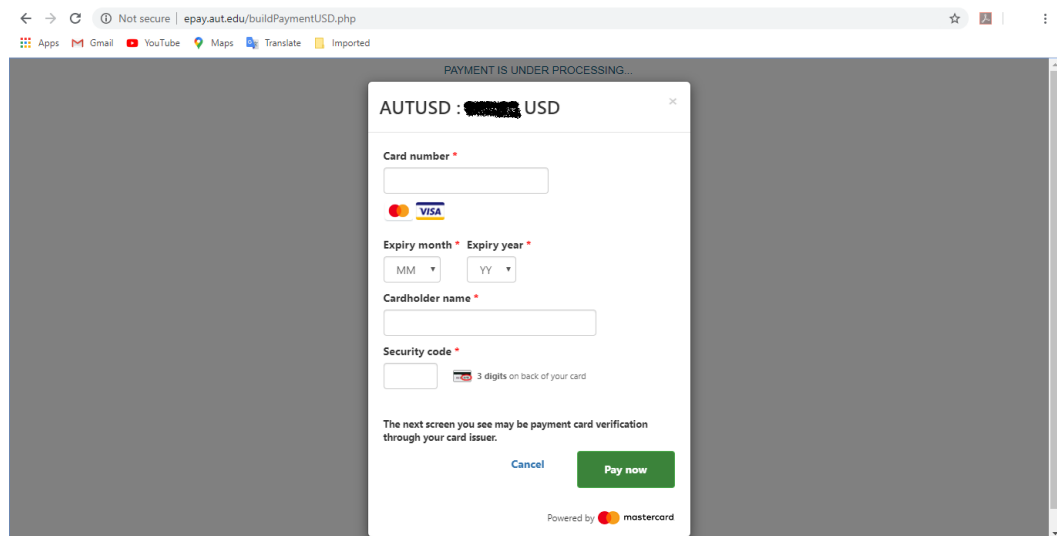 Not secure | epay.aut.edu/buildPaymentUSD.php
Apps Gmail YouTube Maps Translate Imported
PAYMENT IS UNDER PROCESSING...
AUTUSD : USD ×
Card number *
VISA
Expiry month * Expiry year *
MM YY
Cardholder name *
Security code *
3 digits on back of your card
The next screen you see may be payment card verification
through your card issuer.
Cancel Pay now
Powered by mastercard